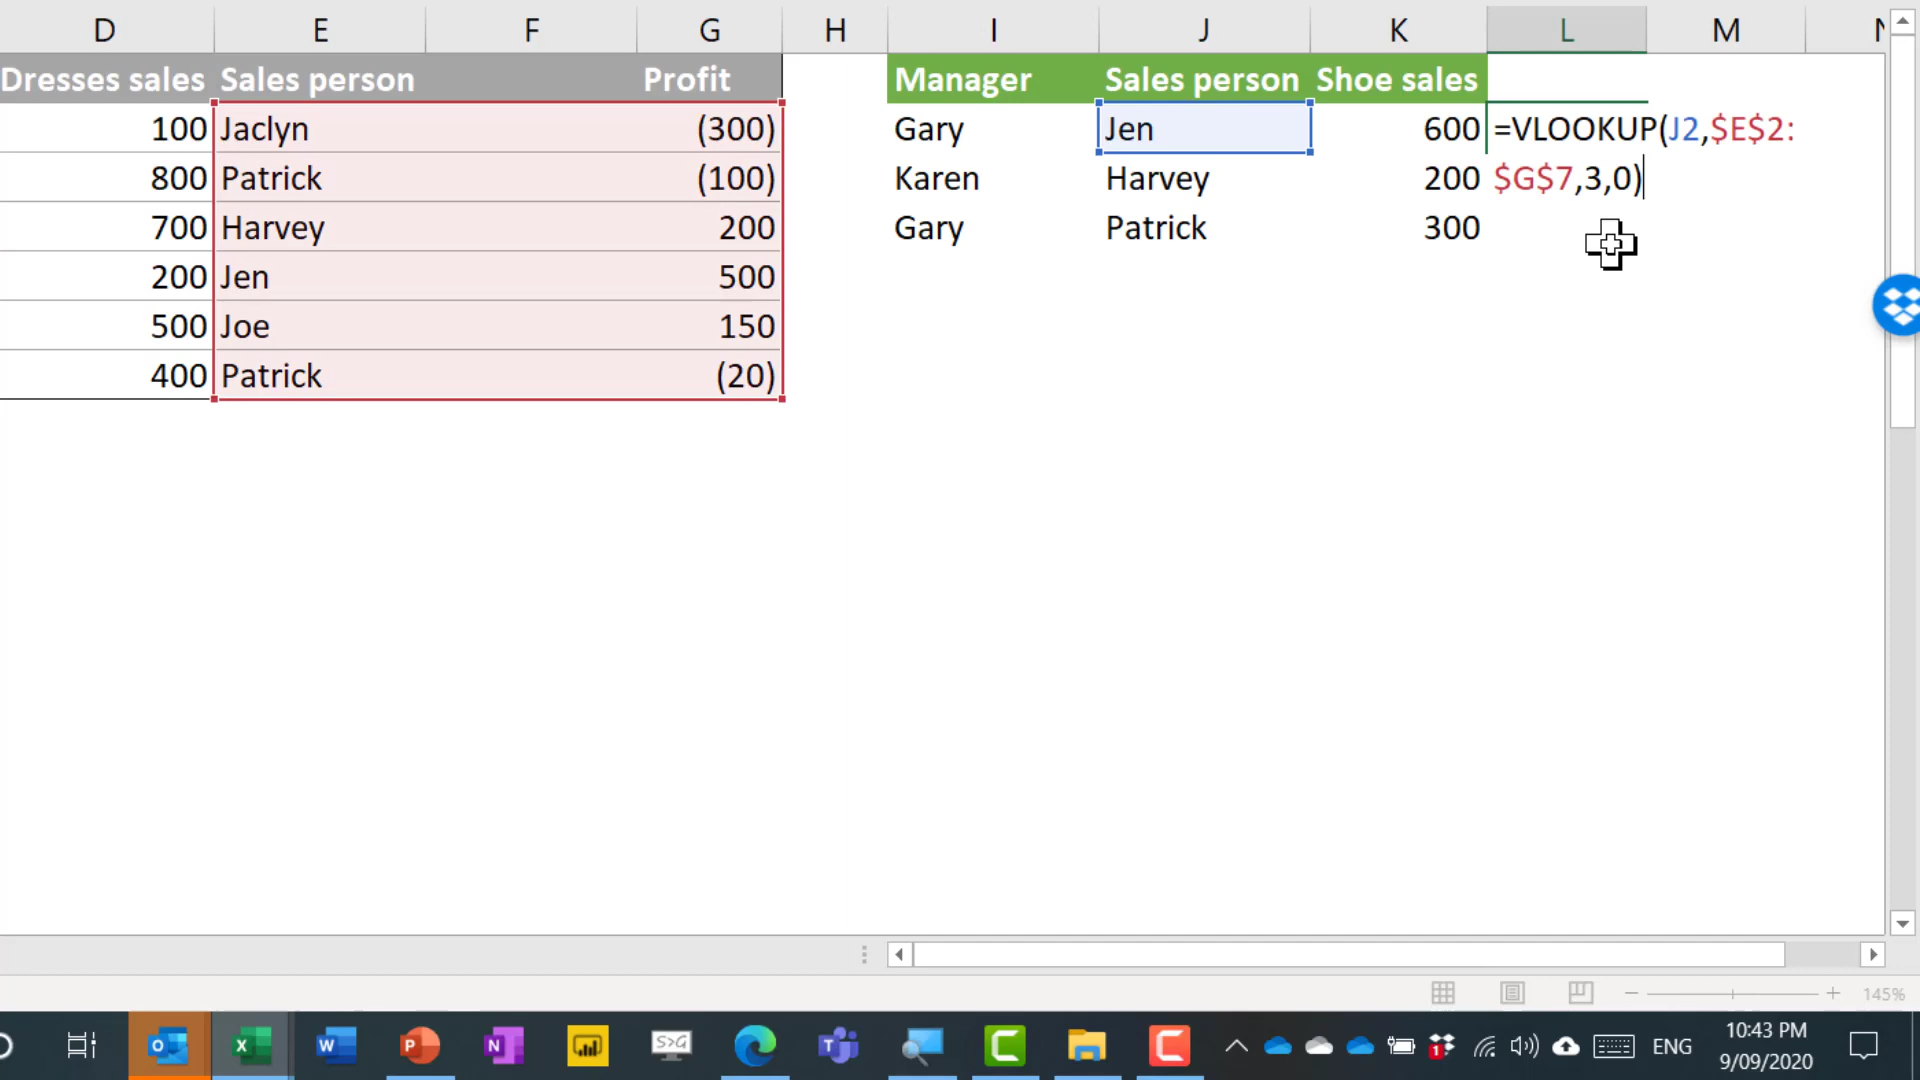 D E F G H I J K L M
Dresses sales Sales person Profit Manager Sales person Shoe sales
100 Jaclyn (300) Gary Jen 600 =VLOOKUP(J2,$E$2:
800 Patrick (100) Karen Harvey 200 $G$7,3,0)
700 Harvey 200 Gary Patrick 300
200 Jen 500
500 Joe 150
400 Patrick (20)
145%
10:43 PM
ENG
9/09/2020